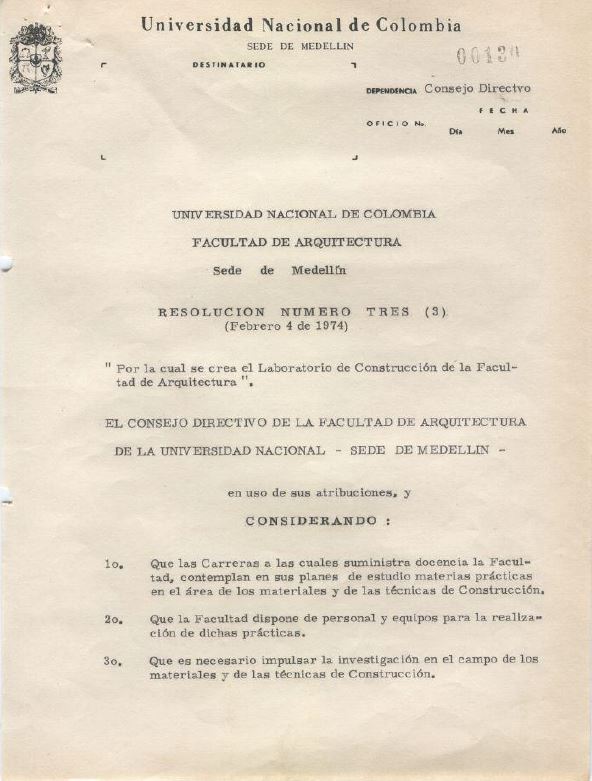 Universidad Nacional de Colombia
SEDE DE MEDELLIN
DESTINATARIO
DEPENDENCIA Consejo Directvo
FECHA
OFICIO No.
Día Mes Año
UNIVERSIDAD NACIONAL DE COLOMBIA
FACULTAD DE ARQUITECTURA
Sede de Medellín
RESOLUCION NUMERO TRES (3)
(Febrero 4 de 1974)
" Por la cual se crea el Laboratorio de Construcción de la Facul-
tad de Arquitectura ".
EL CONSEJO DIRECTIVO DE LA FACULTAD DE ARQUITECTURA
DE LA UNIVERSIDAD NACIONAL - SEDE DE MEDELLIN -
en uso de sus atribuciones, y
CONSIDERANDO :
1o. Que las Carreras a las cuales suministra docencia la Facul-
tad, contemplan en sus planes de estudio materias prácticas
en el área de los materiales y de las técnicas de Construcción.
2o. Que la Facultad dispone de personal y equipos para la realiza-
ción de dichas prácticas.
3o. Que es necesario impulsar la investigación en el campo de los
materiales y de las técnicas de Construcción.